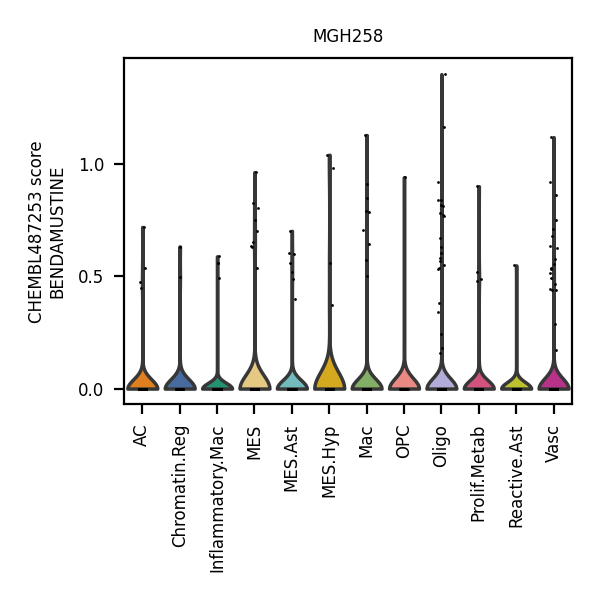 MGH258
CHEMBL487253 score
BENDAMUSTINE
1.0
0.5
0.0
AC
Chromatin.Reg
Inflammatory.Mac
MES
MES.Ast
MES.Hyp
Mac
OPC
Oligo
Prolif.Metab
Reactive.Ast
Vasc